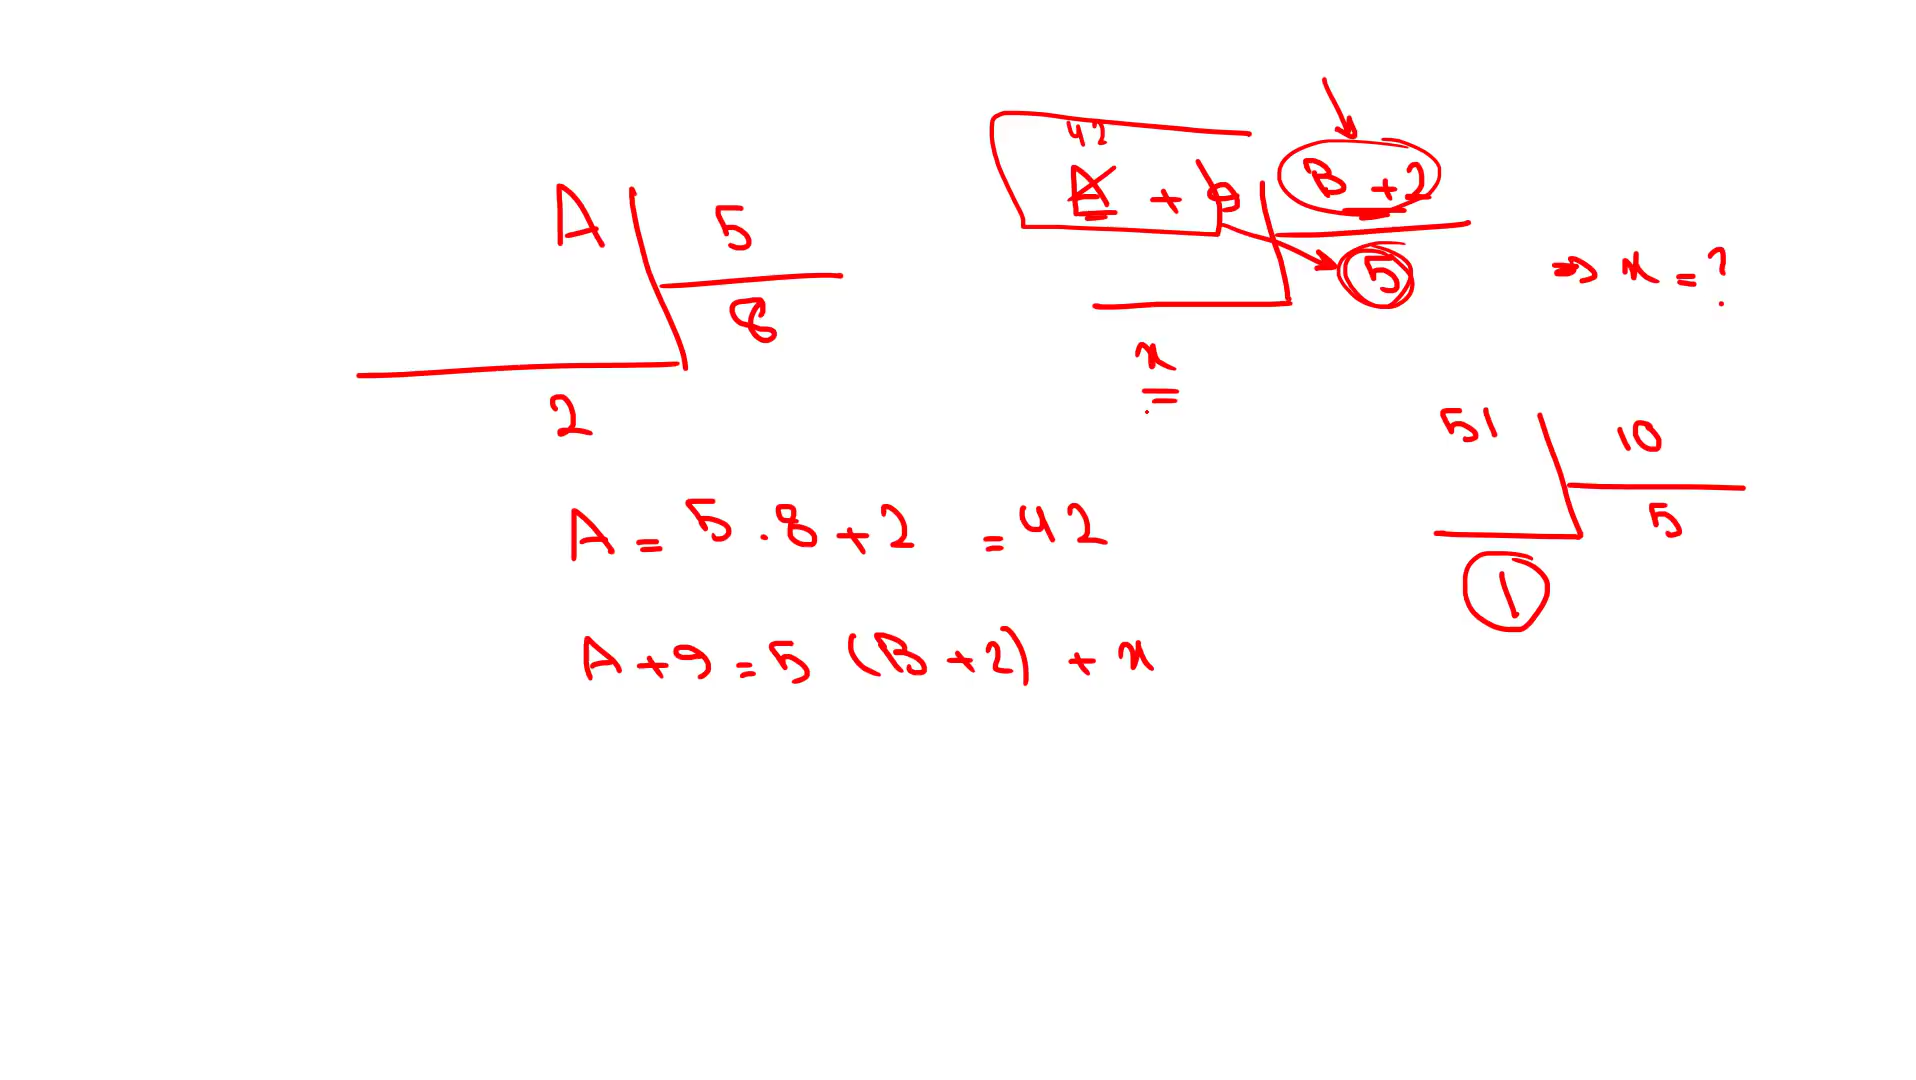 A 5
8
2
42
A + 9 B + 2
5
x
=
⇒ x = ?
51 10
5
1
A = 5 . 8 + 2 = 42
A + 9 = 5 (B + 2) + x